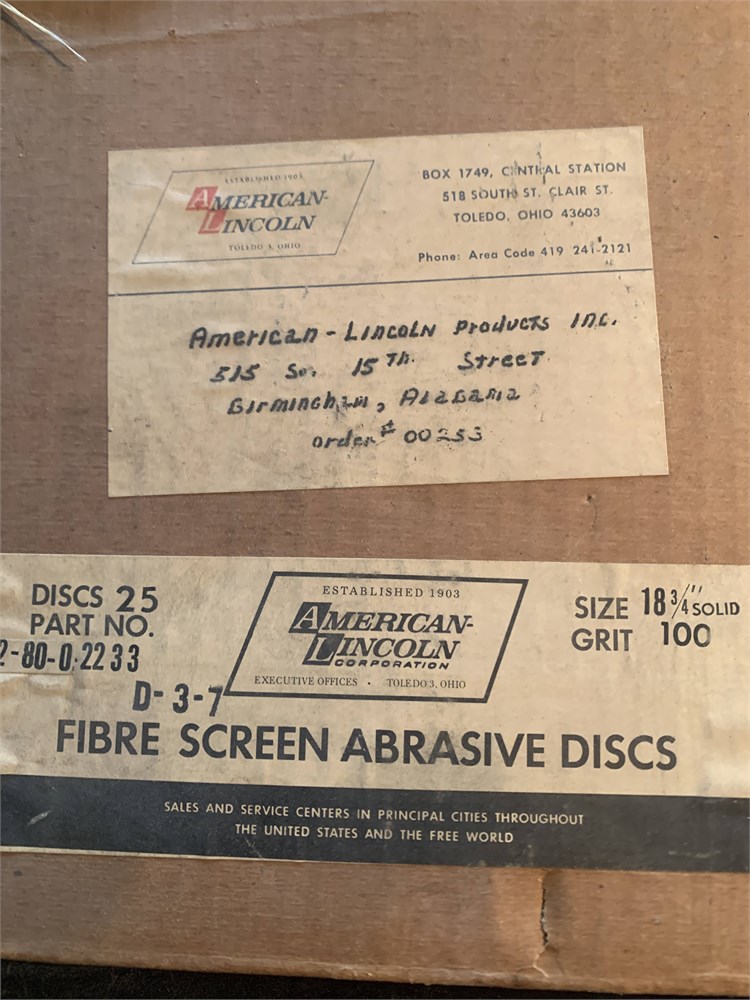 ESTABLISHED 1903
AMERICAN-
LINCOLN
TOLEDO 3, OHIO
BOX 1749, CENTRAL STATION
518 SOUTH ST. CLAIR ST.
TOLEDO, OHIO 43603
Phone: Area Code 419 241-2121
American-Lincoln Products Inc.
515 So. 15th Street
Birmingham, Alabama
order # 00253
DISCS 25
PART NO.
-80-0-2233
D-3-7
ESTABLISHED 1903
AMERICAN-
LINCOLN
CORPORATION
EXECUTIVE OFFICES • TOLEDO 3, OHIO
SIZE 18 3/4" SOLID
GRIT 100
FIBRE SCREEN ABRASIVE DISCS
SALES AND SERVICE CENTERS IN PRINCIPAL CITIES THROUGHOUT
THE UNITED STATES AND THE FREE WORLD